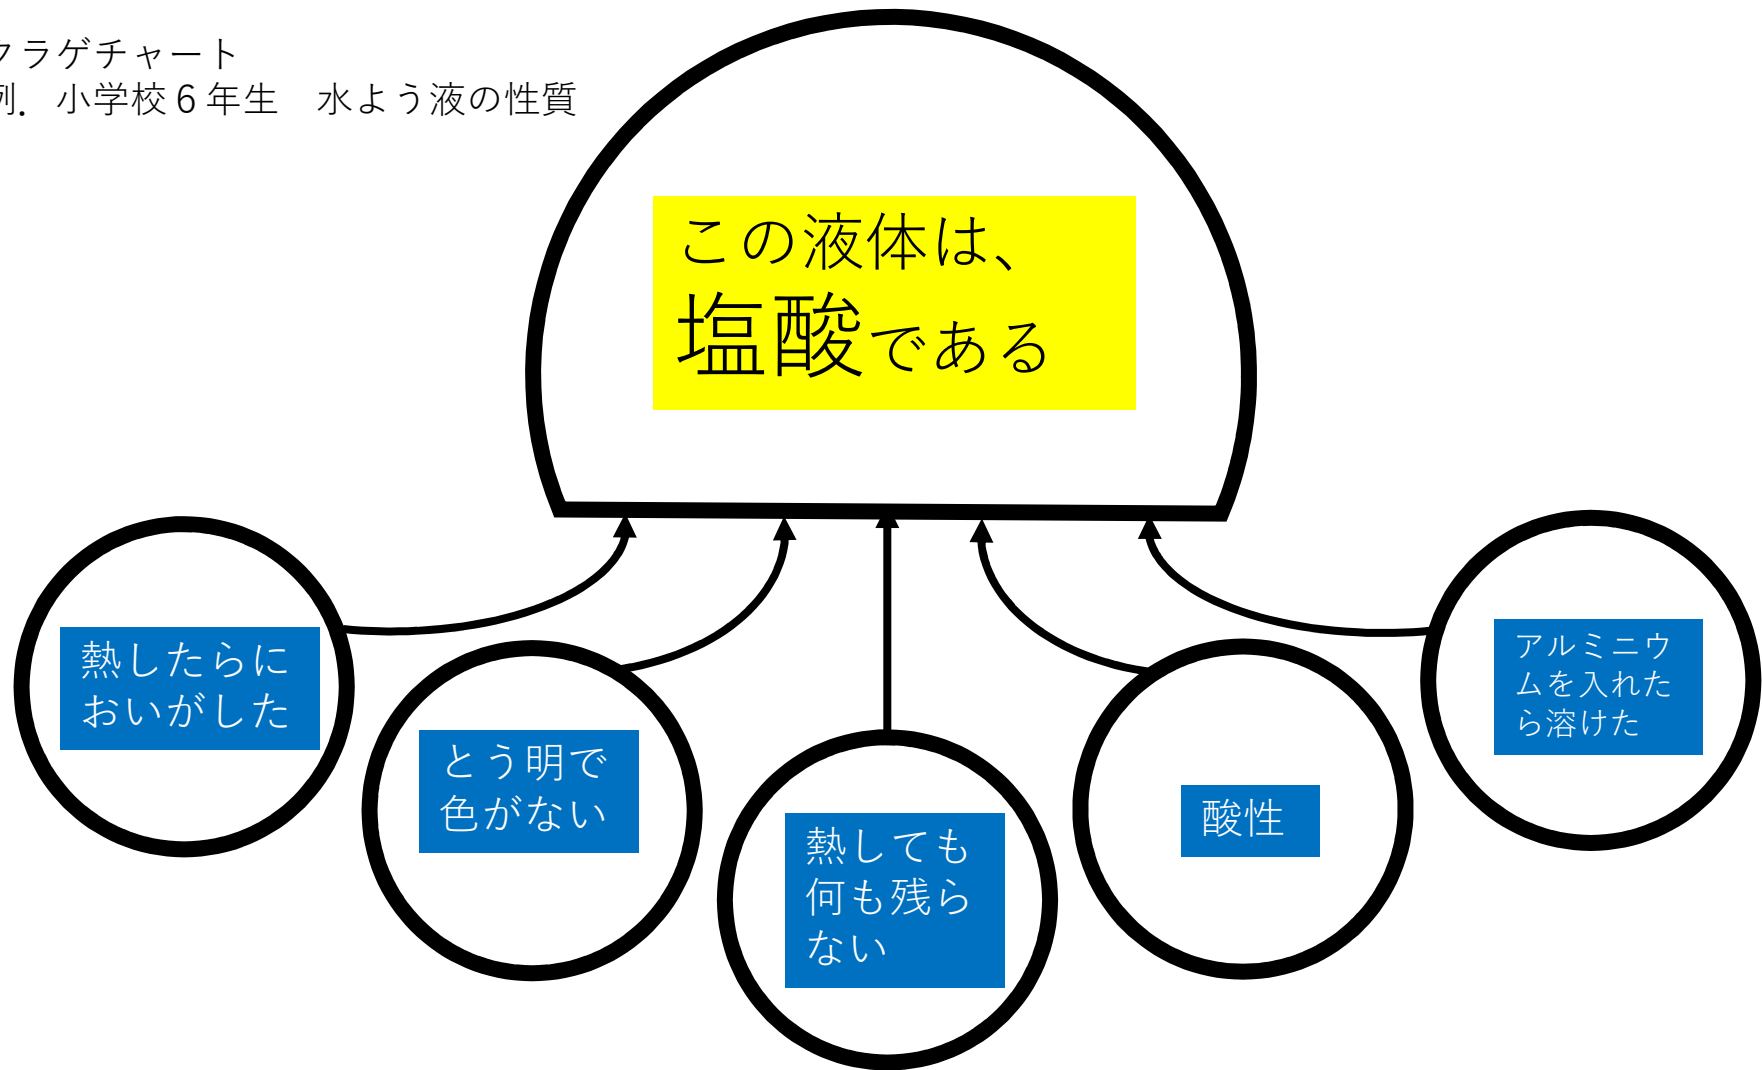 クラゲチャート
例．小学校６年生　水よう液の性質
この液体は、
塩酸である
熱したらに
おいがした
とう明で
色がない
熱しても
何も残ら
ない
酸性
アルミニウ
ムを入れた
ら溶けた